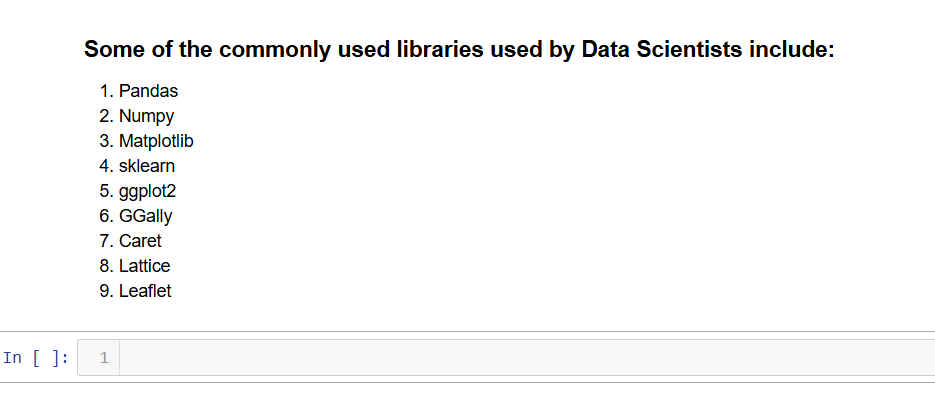 Some of the commonly used libraries used by Data Scientists include:
1. Pandas
2. Numpy
3. Matplotlib
4. sklearn
5. ggplot2
6. GGally
7. Caret
8. Lattice
9. Leaflet
In [ ]: 1